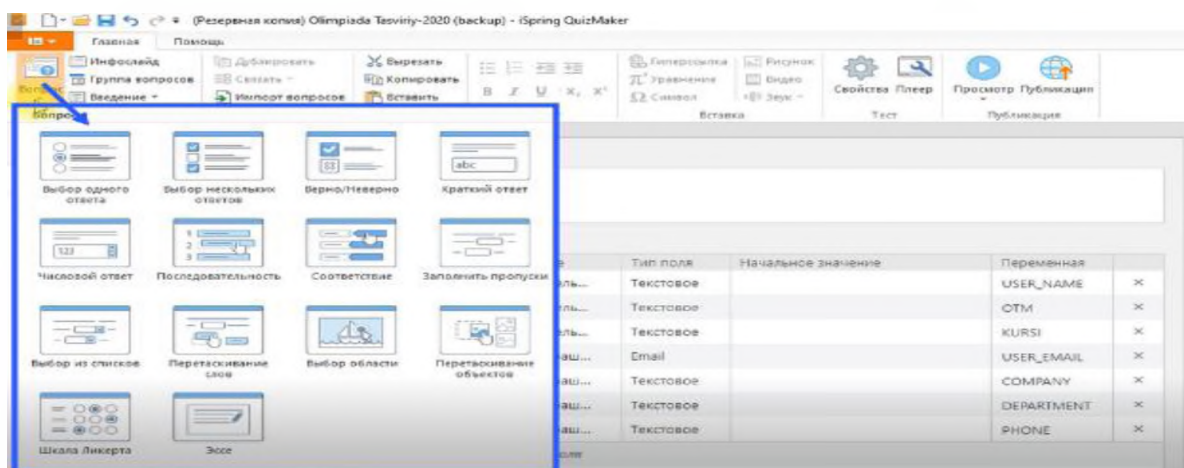 (Резервная копия) Olimpiada Tasviriy-2020 (backup) - iSpring QuizMaker
Главная Помощь
Инфослайд Дублировать Вырезать Гиперссылка Рисунок
Группа вопросов Связать Копировать Уравнение Видео
Вопрос Введение Импорт вопросов Вставить Символ Звук
Свойства Плеер Просмотр Публикация
Вставка Тест Публикация
Вопрос
Выбор одного ответа
Выбор нескольких ответов
Верно/Неверно
Краткий ответ
Числовой ответ
Последовательность
Соответствие
Заполнить пропуски
Выбор из списков
Перетаскивание слов
Выбор области
Перетаскивание объектов
Шкала Ликерта
Эссе
Тип поля Начальное значение Переменная
Текстовое USER_NAME
Текстовое OTM
Текстовое KURSI
Email USER_EMAIL
Текстовое COMPANY
Текстовое DEPARTMENT
Текстовое PHONE